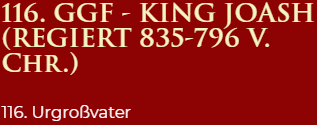 116. GGF - KING JOASH
(REGIERT 835-796 V.
CHR.)
116. Urgroßvater